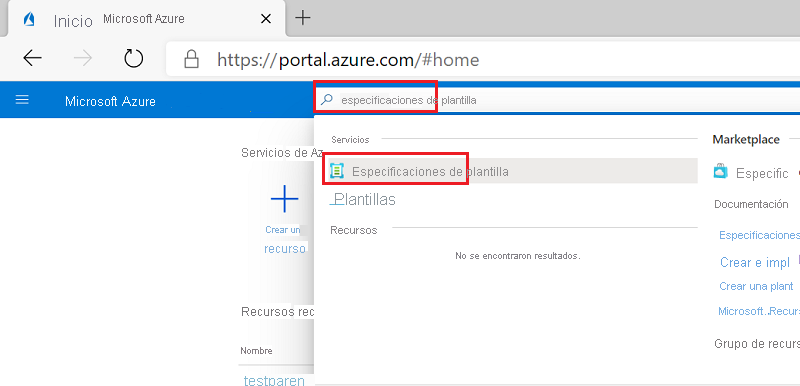 Inicio Microsoft Azure
https://portal.azure.com/#home
Microsoft Azure
especificaciones de plantilla
Servicios
Marketplace
Servicios de Az
Especificaciones de plantilla
Especific
Plantillas
Documentación
Crear un
recurso
Recursos
Especificaciones
No se encontraron resultados.
Crear e impl
Crear una plant
Recursos rec
Microsoft..Recurs
Grupo de recur
Nombre
testparen